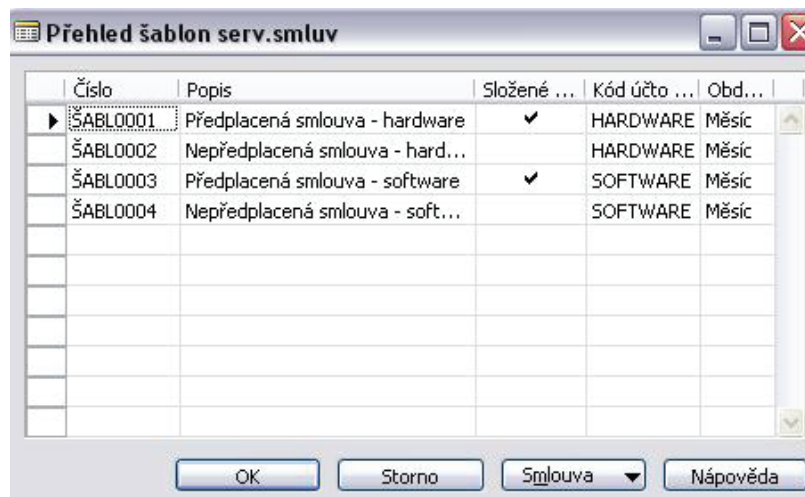 Přehled šablon serv.smluv
Číslo Popis Složené ... Kód účto ... Obd...
ŠABL0001 Předplacená smlouva - hardware HARDWARE Měsíc
ŠABL0002 Nepředplacená smlouva - hard... HARDWARE Měsíc
ŠABL0003 Předplacená smlouva - software SOFTWARE Měsíc
ŠABL0004 Nepředplacená smlouva - soft... SOFTWARE Měsíc
OK Storno Smlouva Nápověda